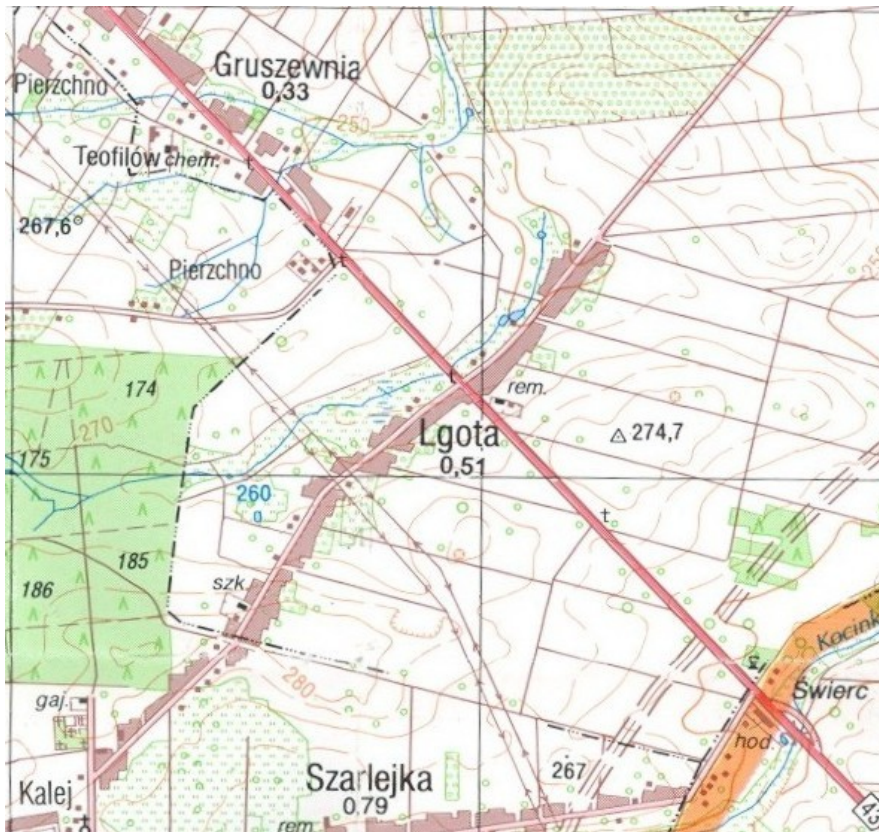 Gruszewnia
0,33
Pierzchno
250
Teofilów chem.
267,6
Pierzchno
250
174
270
rem.
Lgota
0,51
274,7
175
260
185
186
szk.
280
Kocink
gaj.
Świerc
hod.
267
Szarlejka
0.79
Kalej
rem
43